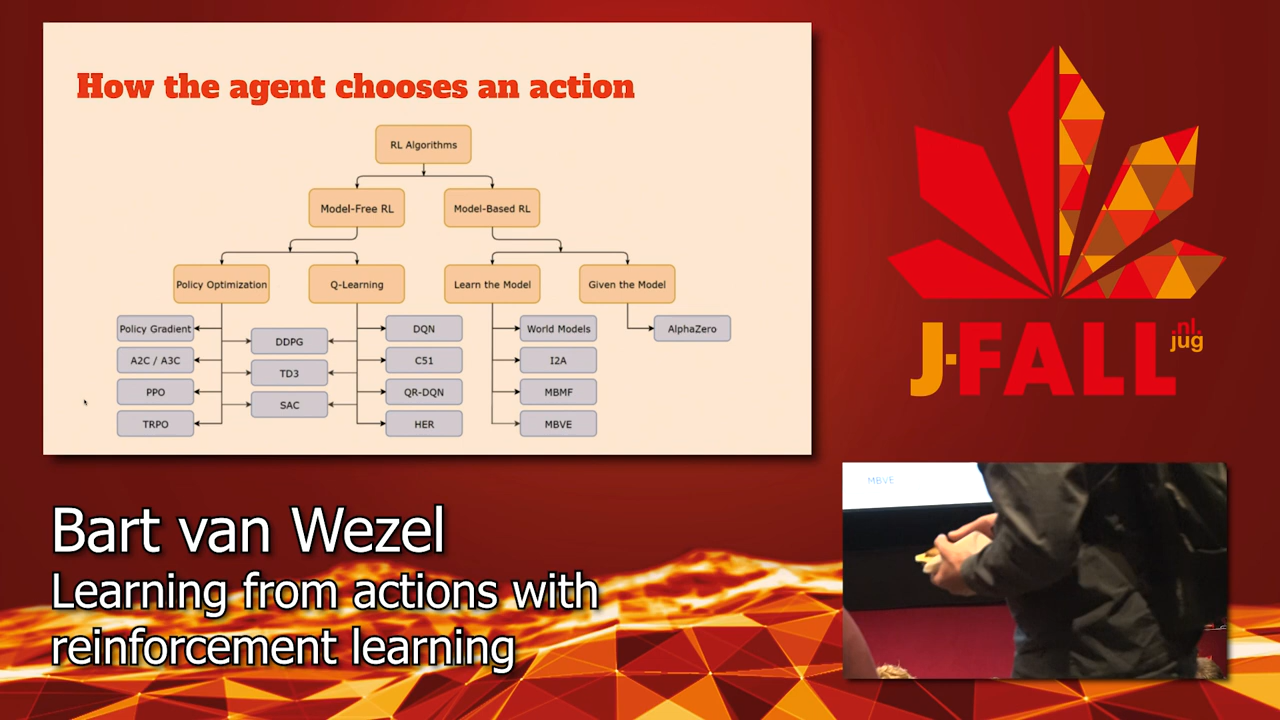 How the agent chooses an action
RL Algorithms
Model-Free RL
Model-Based RL
Policy Optimization
Q-Learning
Learn the Model
Given the Model
Policy Gradient
A2C / A3C
PPO
TRPO
DDPG
TD3
SAC
DQN
C51
QR-DQN
HER
World Models
I2A
MBMF
MBVE
AlphaZero
J-FALL
nl.
jug
MBVE
Bart van Wezel
Learning from actions with
reinforcement learning